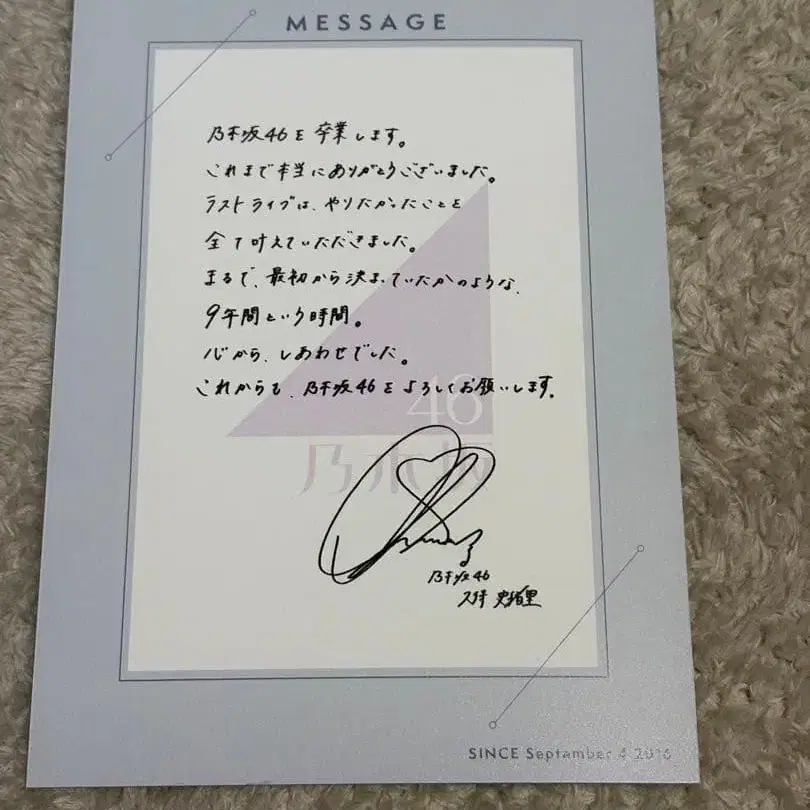 MESSAGE
乃木坂46を卒業します。
これまで本当にありがとうございました。
ラストライブは、やりたかったことを
全て叶えていただきました。
まるで、最初から決まっていたかのような、
9年間という時間。
心から、しあわせでした。
これからも、乃木坂46をよろしくお願いします。
46
乃木坂
乃木坂46
久保 史緒里
SINCE September 4 2016